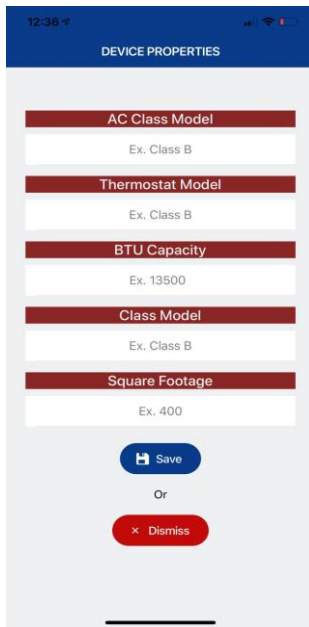 12:36
DEVICE PROPERTIES
AC Class Model
Ex. Class B
Thermostat Model
Ex. Class B
BTU Capacity
Ex. 13500
Class Model
Ex. Class B
Square Footage
Ex. 400
Save
Or
× Dismiss